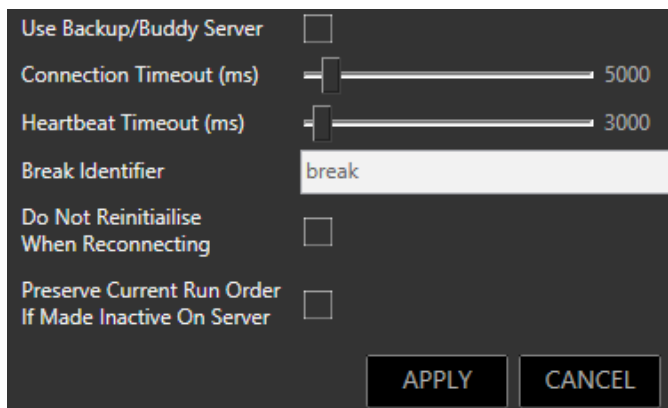 Use Backup/Buddy Server
Connection Timeout (ms) 5000
Heartbeat Timeout (ms) 3000
Break Identifier break
Do Not Reinitiailise
When Reconnecting
Preserve Current Run Order
If Made Inactive On Server
APPLY CANCEL